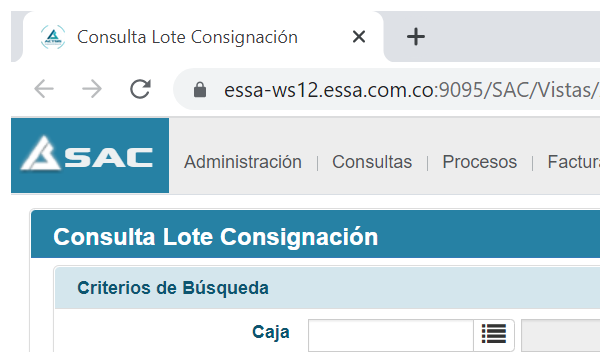 Consulta Lote Consignación
essa-ws12.essa.com.co:9095/SAC/Vistas/
SAC
Administración | Consultas | Procesos | Factura
Consulta Lote Consignación
Criterios de Búsqueda
Caja